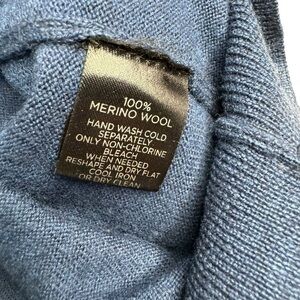 100%
MERINO WOOL
HAND WASH COLD
SEPARATELY
ONLY NON-CHLORINE
BLEACH
WHEN NEEDED
RESHAPE AND DRY FLAT
COOL IRON
OR DRY CLEAN